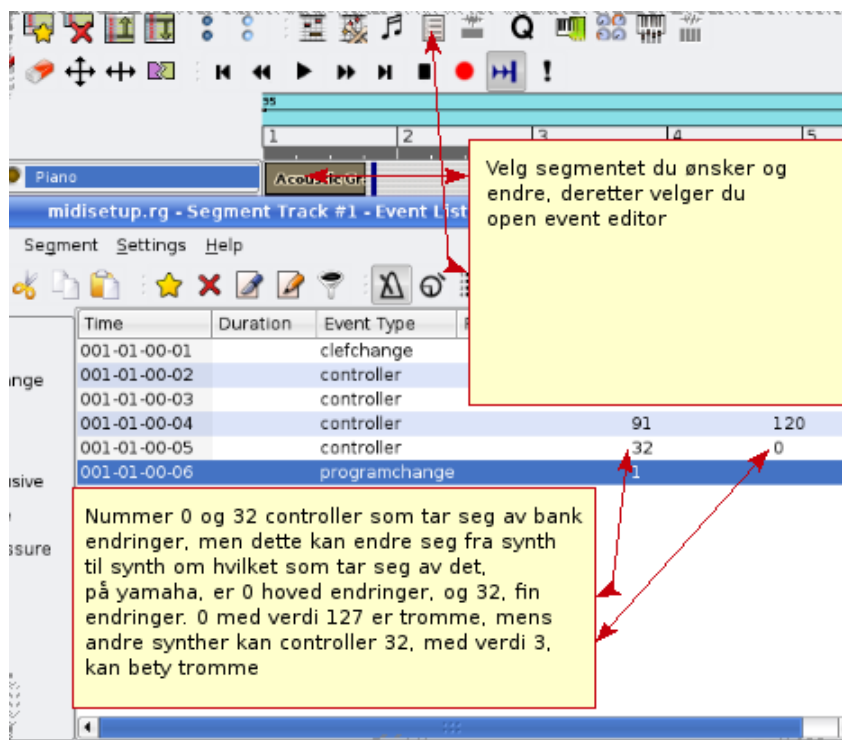 Q
!
95
1 2 3 4 5
Piano
Velg segmentet du ønsker og
endre, deretter velger du
open event editor
midisetup.rg - Segment Track #1 - Event List
Segment Settings Help
Time Duration Event Type
001-01-00-01 clefchange
001-01-00-02 controller
001-01-00-03 controller
001-01-00-04 controller 91 120
001-01-00-05 controller 32 0
001-01-00-06 programchange 1
Nummer 0 og 32 controller som tar seg av bank
endringer, men dette kan endre seg fra synth
til synth om hvilket som tar seg av det,
på yamaha, er 0 hoved endringer, og 32, fin
endringer. 0 med verdi 127 er tromme, mens
andre synther kan controller 32, med verdi 3,
kan bety tromme